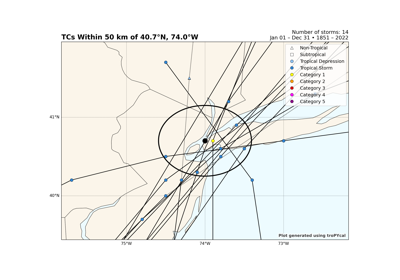 Number of storms: 14
TCs Within 50 km of 40.7°N, 74.0°W
Jan 01 - Dec 31 • 1851 - 2022
Non-Tropical
Subtropical
Tropical Depression
Tropical Storm
Category 1
Category 2
Category 3
Category 4
Category 5
41°N
40°N
Plot generated using troPYcal
75°W
74°W
73°W